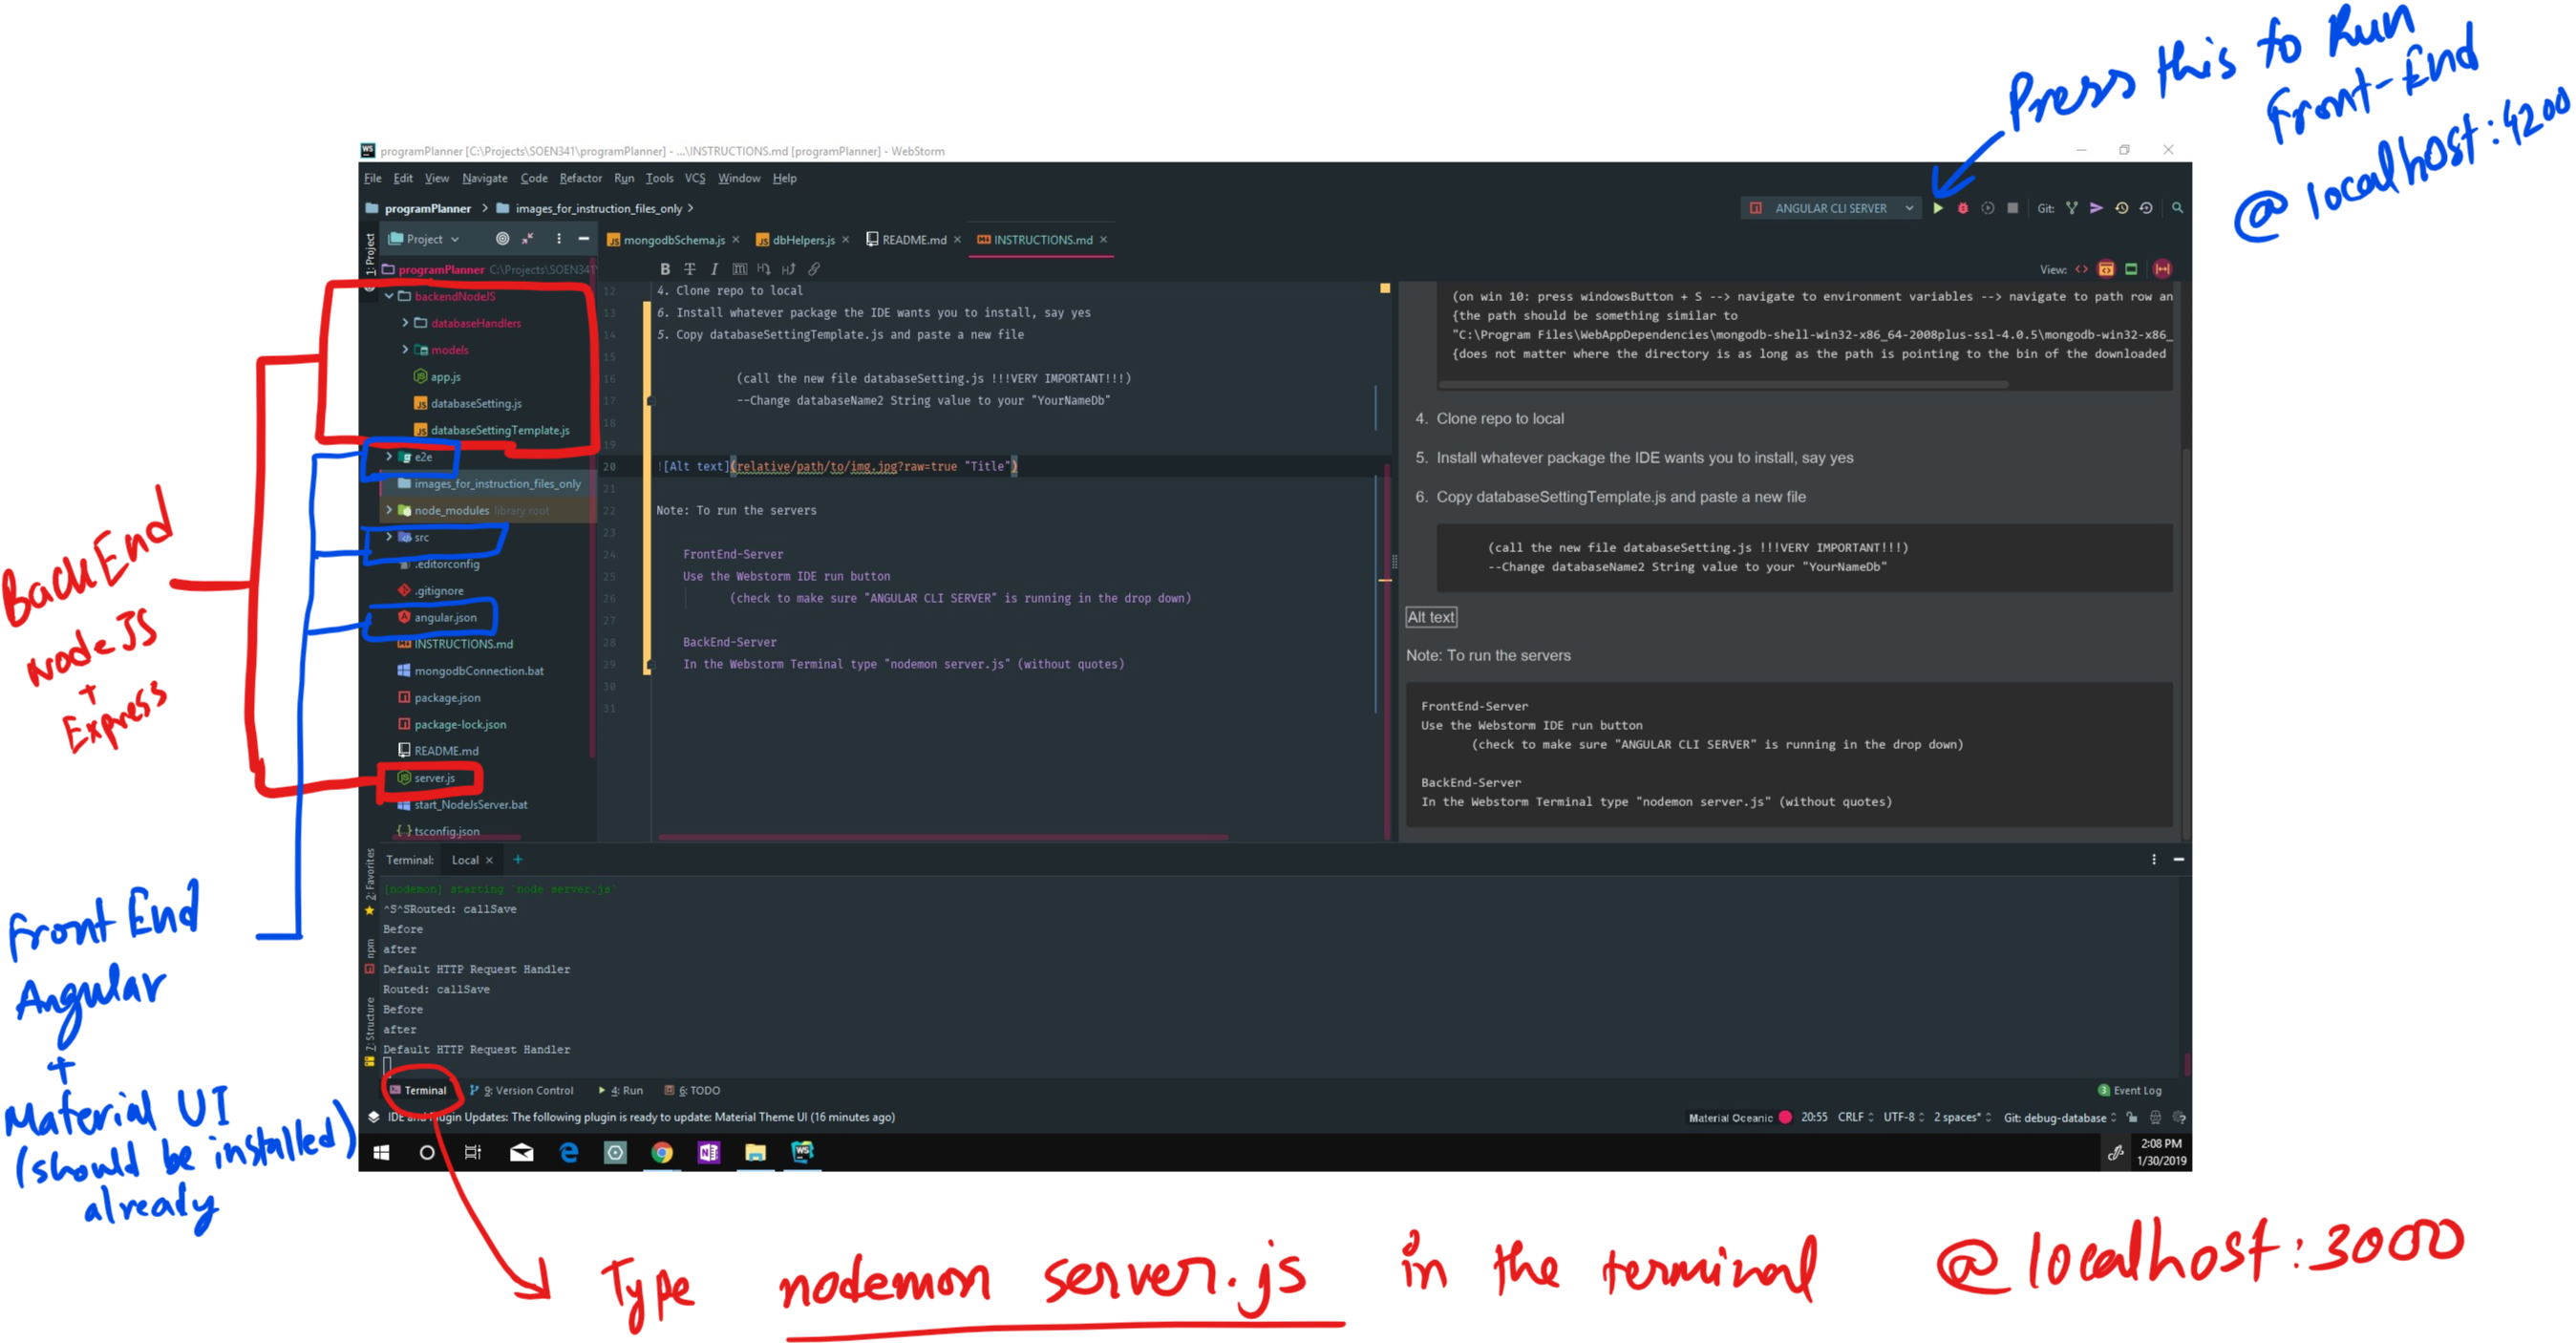 Press this to Run
Front-End
@ localhost:4200
programPlanner [C:\Projects\SOEN341\programPlanner] - ...\INSTRUCTIONS.md [programPlanner] - WebStorm
File Edit View Navigate Code Refactor Run Tools VCS Window Help
programPlanner > images_for_instruction_files_only >
ANGULAR CLI SERVER
Git:
1: Project
Project
mongodbSchema.js
dbHelpers.js
README.md
INSTRUCTIONS.md
View:
programPlanner C:\Projects\SOEN341
backendNodeJS
databaseHandlers
models
app.js
databaseSetting.js
databaseSettingTemplate.js
e2e
images_for_instruction_files_only
node_modules library root
src
.editorconfig
.gitignore
angular.json
INSTRUCTIONS.md
mongodbConnection.bat
package.json
package-lock.json
README.md
server.js
start_NodeJsServer.bat
tsconfig.json
12 4. Clone repo to local
13 6. Install whatever package the IDE wants you to install, say yes
14 5. Copy databaseSettingTemplate.js and paste a new file
15
16 (call the new file databaseSetting.js !!!VERY IMPORTANT!!!)
17 --Change databaseName2 String value to your "YourNameDb"
18
19
20 ![Alt text](relative/path/to/img.jpg?raw=true "Title")
21
22 Note: To run the servers
23
24 FrontEnd-Server
25 Use the Webstorm IDE run button
26 (check to make sure "ANGULAR CLI SERVER" is running in the drop down)
27
28 BackEnd-Server
29 In the Webstorm Terminal type "nodemon server.js" (without quotes)
30
31
(on win 10: press windowsButton + S --> navigate to environment variables --> navigate to path row an
{the path should be something similar to
"C:\Program Files\WebAppDependencies\mongodb-shell-win32-x86_64-2008plus-ssl-4.0.5\mongodb-win32-x86_
{does not matter where the directory is as long as the path is pointing to the bin of the downloaded
4. Clone repo to local
5. Install whatever package the IDE wants you to install, say yes
6. Copy databaseSettingTemplate.js and paste a new file
(call the new file databaseSetting.js !!!VERY IMPORTANT!!!)
--Change databaseName2 String value to your "YourNameDb"
Alt text
Note: To run the servers
FrontEnd-Server
Use the Webstorm IDE run button
(check to make sure "ANGULAR CLI SERVER" is running in the drop down)
BackEnd-Server
In the Webstorm Terminal type "nodemon server.js" (without quotes)
BackEnd
NodeJS
+
Express
Front End
Angular
+
Material UI
(should be installed)
already
2: Favorites
npm
7: Structure
Terminal: Local
[nodemon] starting `node server.js`
^S^SRouted: callSave
Before
after
Default HTTP Request Handler
Routed: callSave
Before
after
Default HTTP Request Handler
Terminal 9: Version Control 4: Run 6: TODO
3 Event Log
IDE and Plugin Updates: The following plugin is ready to update: Material Theme UI (16 minutes ago)
Material Oceanic 20:55 CRLF UTF-8 2 spaces* Git: debug-database
2:08 PM
1/30/2019
Type nodemon server.js in the terminal @ localhost:3000